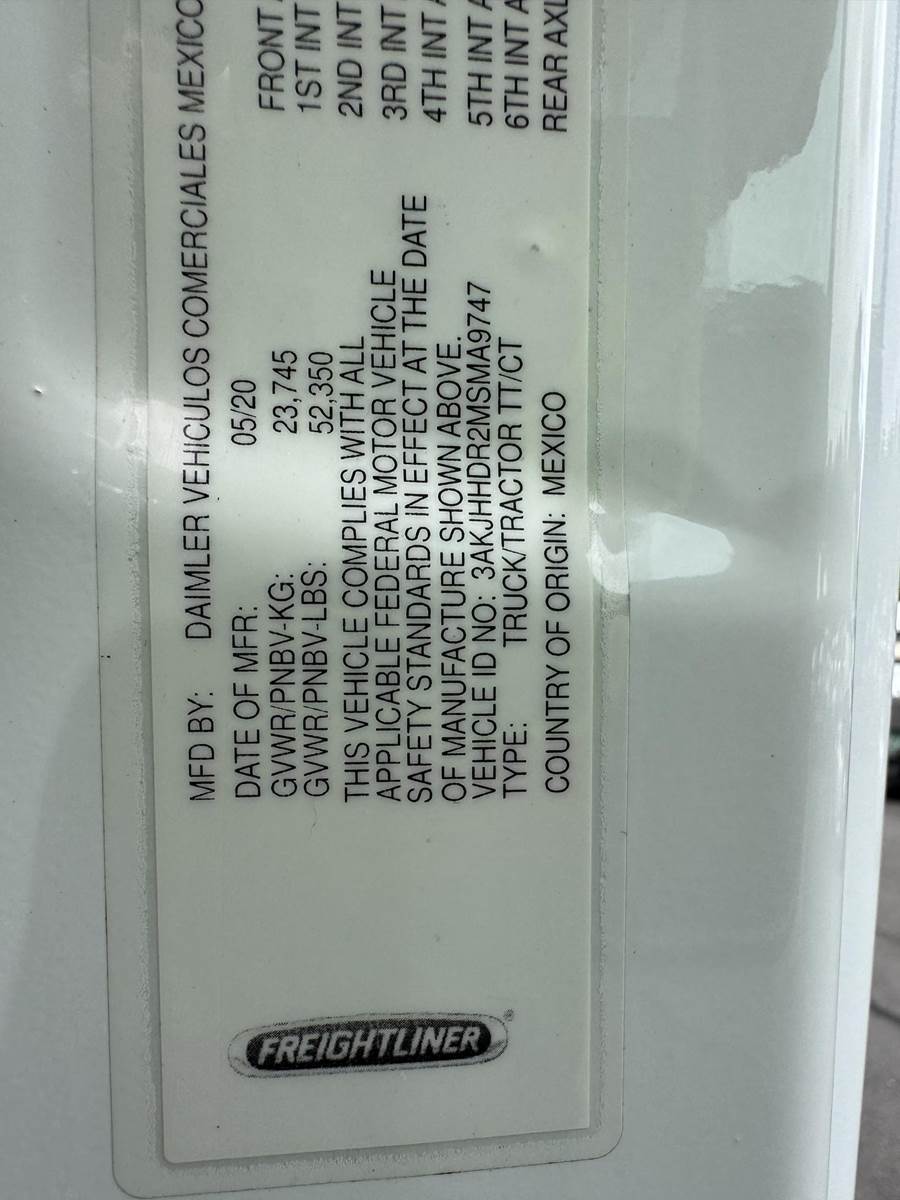 FREIGHTLINER®
MFD BY: DAIMLER VEHICULOS COMERCIALES MEXICO
DATE OF MFR: 05/20
GVWR/PNBV-KG: 23,745
GVWR/PNBV-LBS: 52,350
THIS VEHICLE COMPLIES WITH ALL
APPLICABLE FEDERAL MOTOR VEHICLE
SAFETY STANDARDS IN EFFECT AT THE DATE
OF MANUFACTURE SHOWN ABOVE.
VEHICLE ID NO: 3AKJHHDR2MSMA9747
TYPE: TRUCK/TRACTOR TT/CT
COUNTRY OF ORIGIN: MEXICO
FRONT
1ST INT
2ND INT
3RD INT
4TH INT
5TH INT A
6TH INT A
REAR AXL